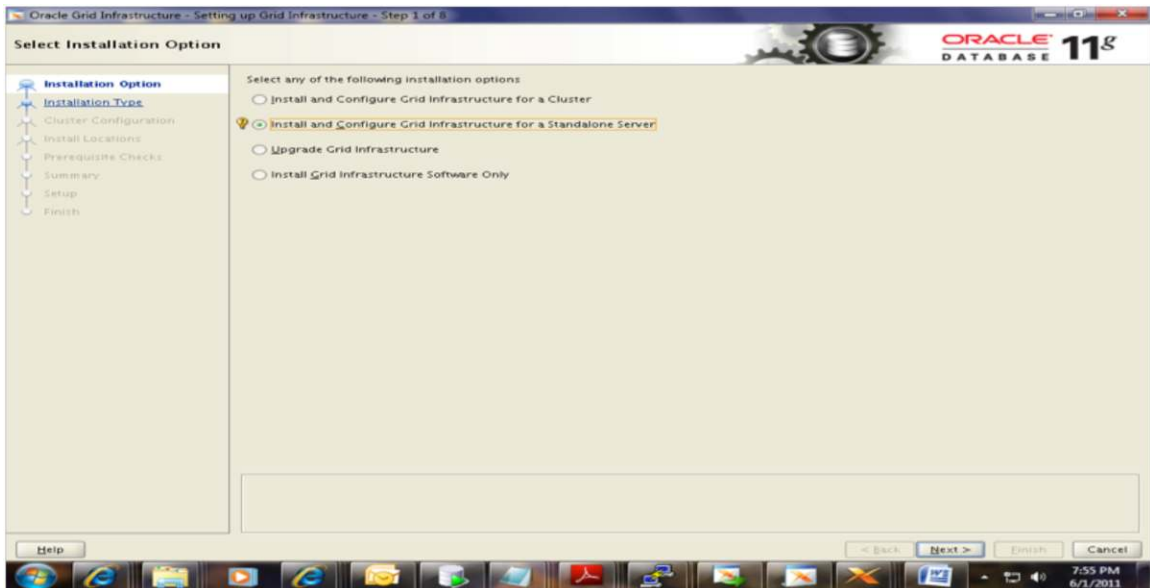 Oracle Grid Infrastructure - Setting up Grid Infrastructure - Step 1 of 8
Select Installation Option
ORACLE
DATABASE 11g
Installation Option
Installation Type
Cluster Configuration
Install Locations
Prerequisite Checks
Summary
Setup
Finish
Select any of the following installation options
Install and Configure Grid Infrastructure for a Cluster
Install and Configure Grid Infrastructure for a Standalone Server
Upgrade Grid Infrastructure
Install Grid Infrastructure Software Only
Help
< Back
Next >
Finish
Cancel
7:55 PM
6/1/2011